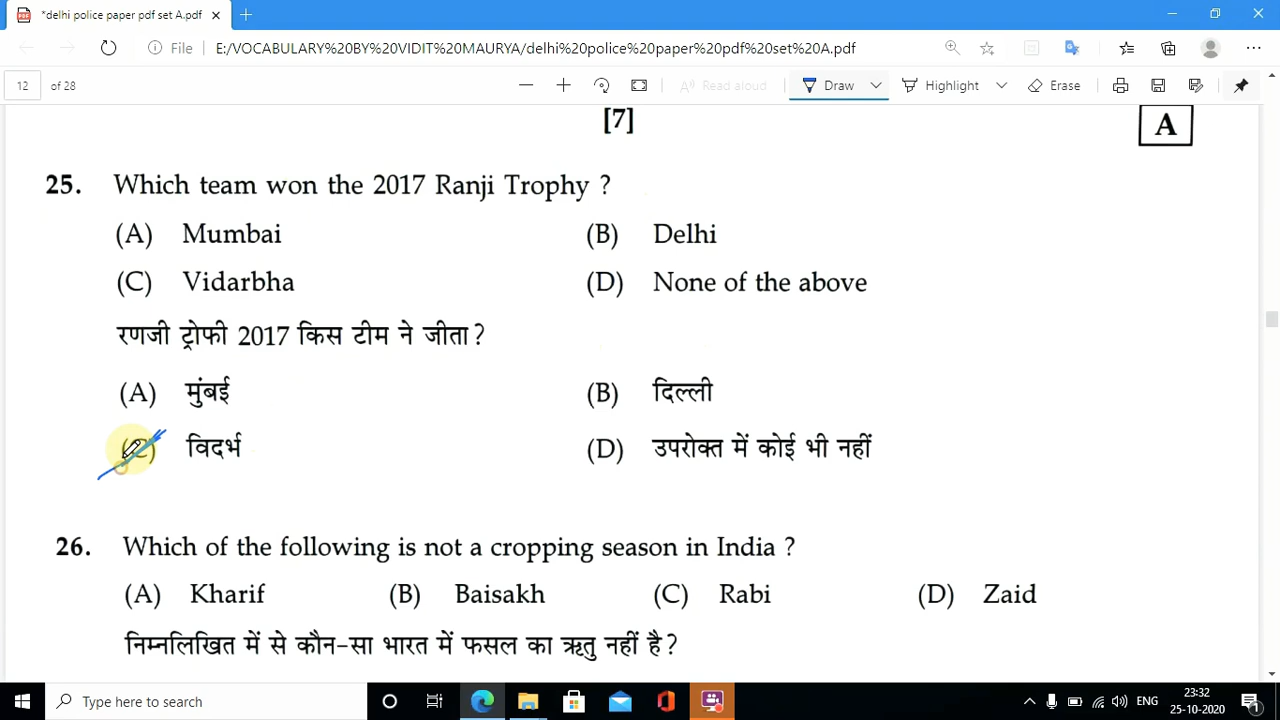 *delhi police paper pdf set A.pdf
File E:/VOCABULARY%20BY%20VIDIT%20MAURYA/delhi%20police%20paper%20pdf%20set%20A.pdf
12 of 28 Read aloud Draw Highlight Erase
[7] A
25. Which team won the 2017 Ranji Trophy ?
(A) Mumbai (B) Delhi
(C) Vidarbha (D) None of the above
रणजी ट्रोफी 2017 किस टीम ने जीता?
(A) मुंबई (B) दिल्ली
(C) विदर्भ (D) उपरोक्त में कोई भी नहीं
26. Which of the following is not a cropping season in India ?
(A) Kharif (B) Baisakh (C) Rabi (D) Zaid
निम्नलिखित में से कौन-सा भारत में फसल का ऋतु नहीं है?
Type here to search ENG 23:32
25-10-2020